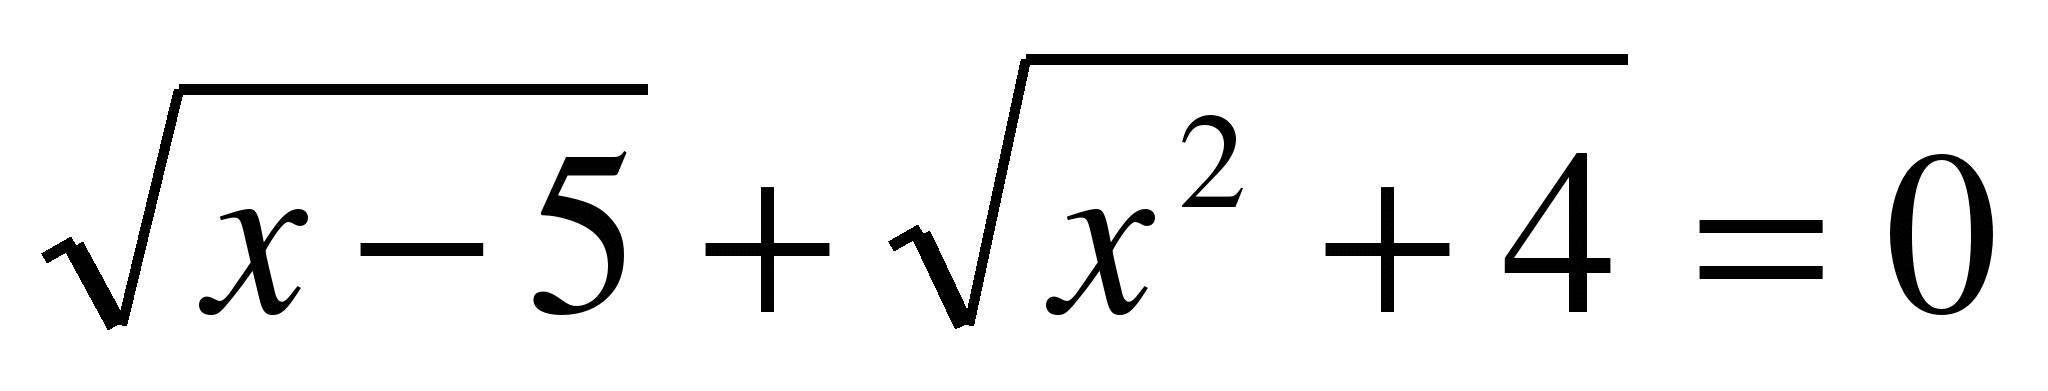 √(x − 5) + √(x² + 4) = 0